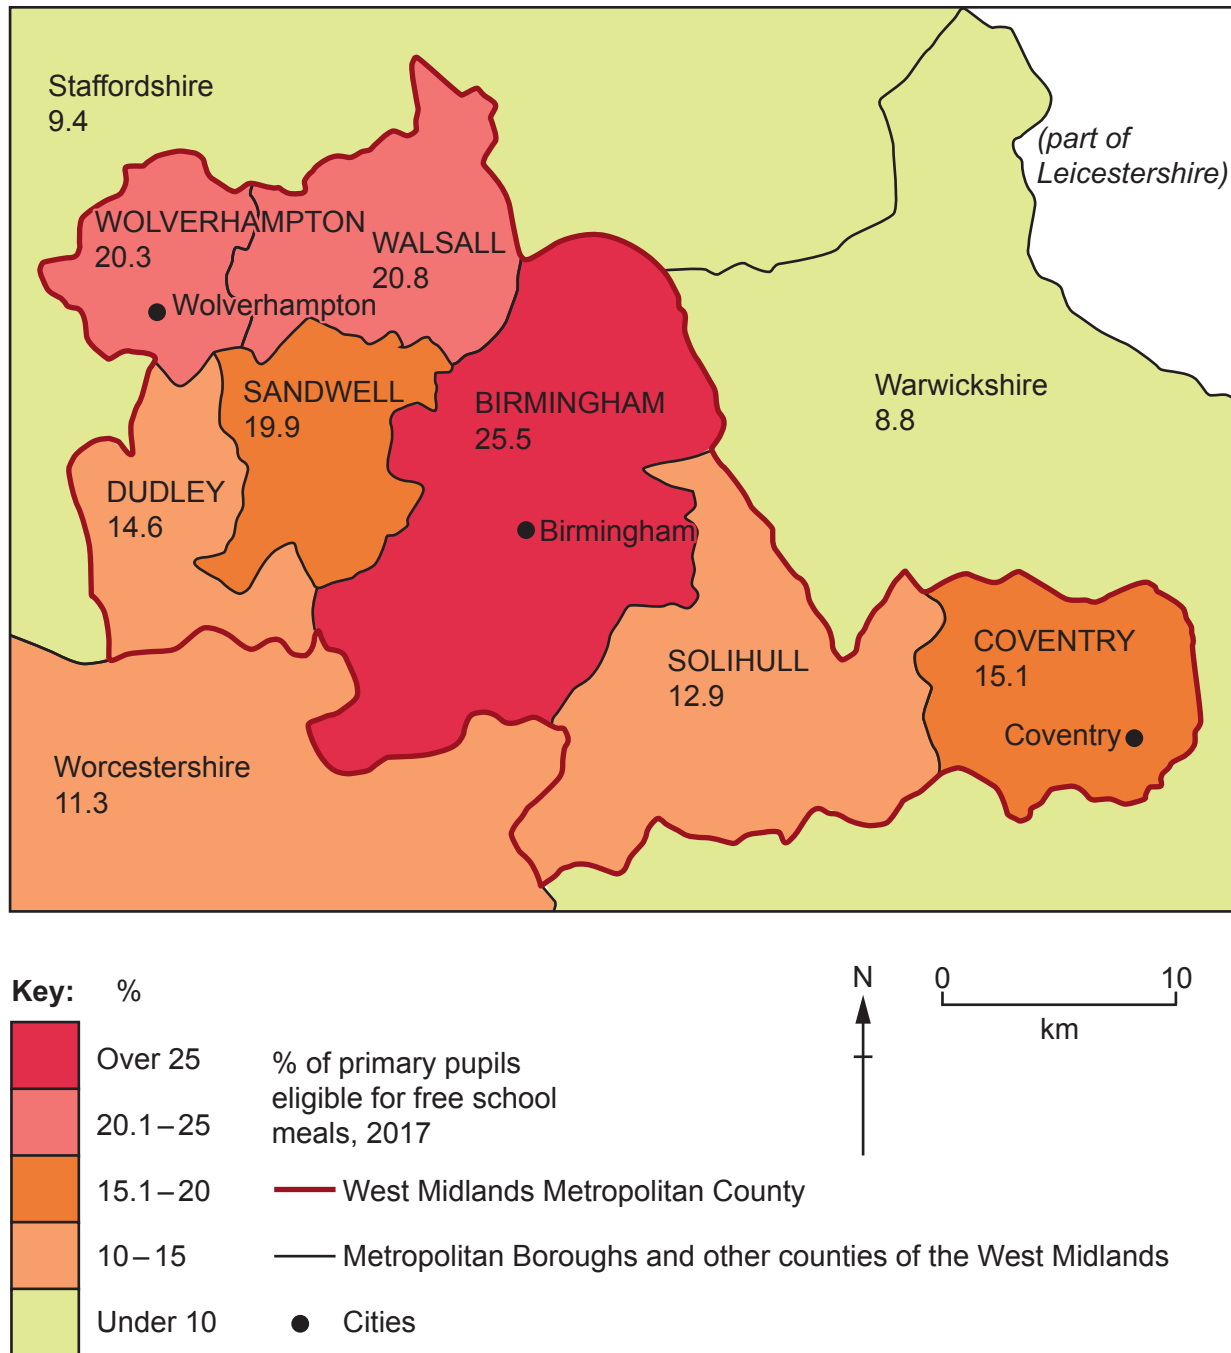 Staffordshire
9.4
(part of
Leicestershire)
WOLVERHAMPTON
20.3
WALSALL
20.8
Wolverhampton
SANDWELL
19.9
BIRMINGHAM
25.5
Warwickshire
8.8
DUDLEY
14.6
Birmingham
SOLIHULL
12.9
COVENTRY
15.1
Coventry
Worcestershire
11.3
Key: %
Over 25
20.1–25
15.1–20
10–15
Under 10
% of primary pupils
eligible for free school
meals, 2017
West Midlands Metropolitan County
Metropolitan Boroughs and other counties of the West Midlands
Cities
N
0 10
km